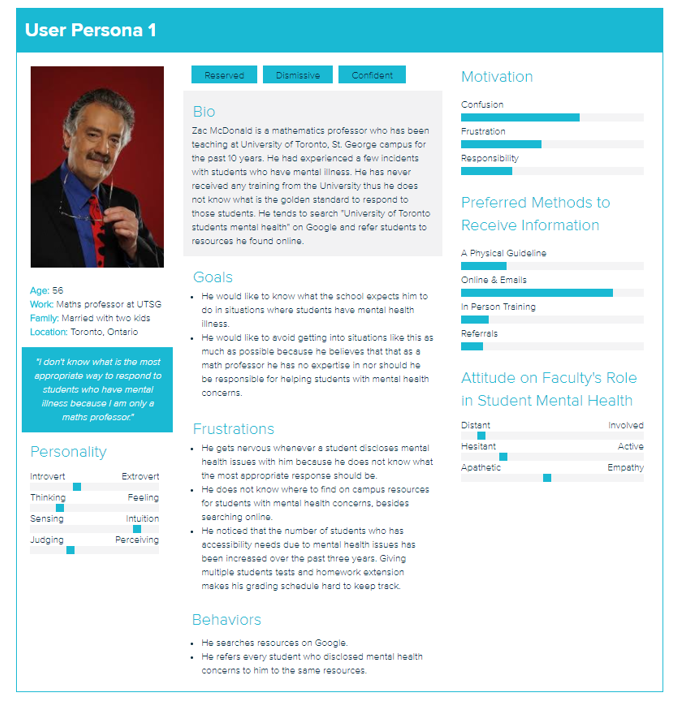 User Persona 1
Age: 56
Work: Maths professor at UTSG
Family: Married with two kids
Location: Toronto, Ontario
"I don't know what is the most
appropriate way to respond to
students who have mental
illness because I am only a
maths professor."
Personality
Introvert Extrovert
Thinking Feeling
Sensing Intuition
Judging Perceiving
Reserved Dismissive Confident
Bio
Zac McDonald is a mathematics professor who has been
teaching at University of Toronto, St. George campus for
the past 10 years. He had experienced a few incidents
with students who have mental illness. He has never
received any training from the University thus he does
not know what is the golden standard to respond to
those students. He tends to search "University of Toronto
students mental health" on Google and refer students to
resources he found online.
Goals
• He would like to know what the school expects him to
do in situations where students have mental health
illness.
• He would like to avoid getting into situations like this as
much as possible because he believes that that as a
math professor he has no expertise in nor should he
be responsible for helping students with mental health
concerns.
Frustrations
• He gets nervous whenever a student discloses mental
health issues with him because he does not know what
the most appropriate response should be.
• He does not know where to find on campus resources
for students with mental health concerns, besides
searching online.
• He noticed that the number of students who has
accessibility needs due to mental health issues has
been increased over the past three years. Giving
multiple students tests and homework extension
makes his grading schedule hard to keep track.
Behaviors
• He searches resources on Google.
• He refers every student who disclosed mental health
concerns to him to the same resources.
Motivation
Confusion
Frustration
Responsibility
Preferred Methods to
Receive Information
A Physical Guideline
Online & Emails
In Person Training
Referrals
Attitude on Faculty's Role
in Student Mental Health
Distant Involved
Hesitant Active
Apathetic Empathy